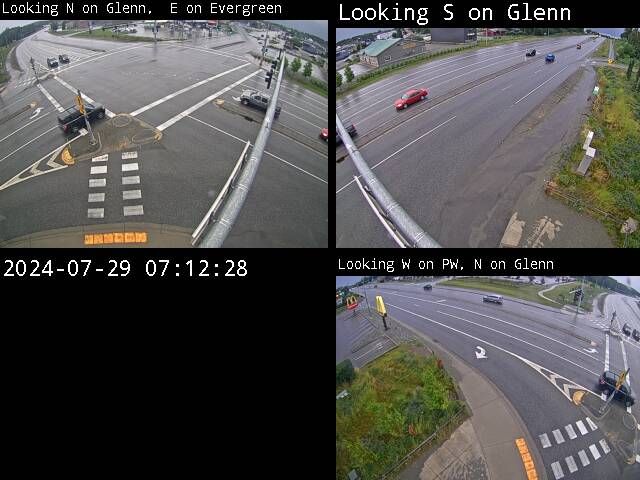 Looking N on Glenn, E on Evergreen
Looking S on Glenn
2024-07-29 07:12:28
Looking W on PW, N on Glenn